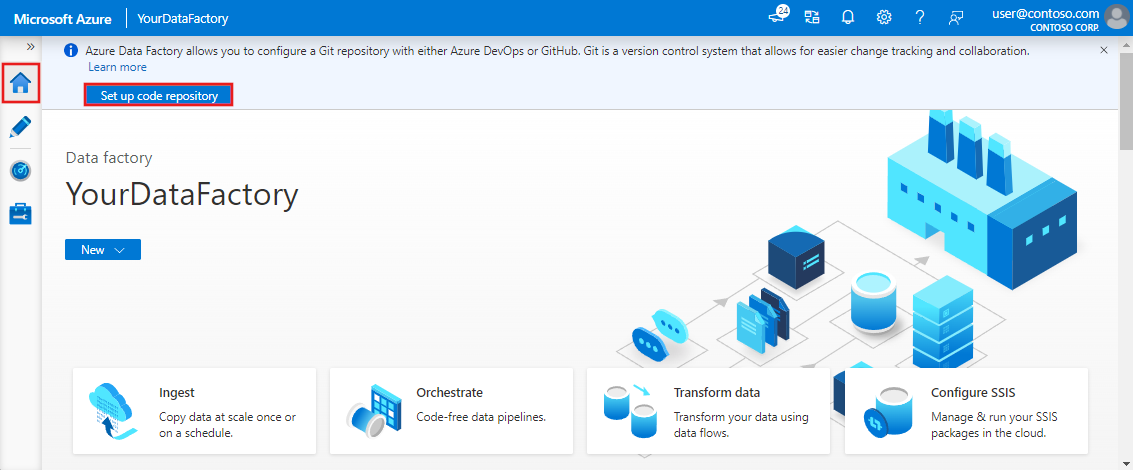 Microsoft Azure
YourDataFactory
24
user@contoso.com
CONTOSO CORP.
Azure Data Factory allows you to configure a Git repository with either Azure DevOps or GitHub. Git is a version control system that allows for easier change tracking and collaboration.
Learn more
Set up code repository
Data factory
YourDataFactory
New
Ingest
Copy data at scale once or
on a schedule.
Orchestrate
Code-free data pipelines.
Transform data
Transform your data using
data flows.
Configure SSIS
Manage & run your SSIS
packages in the cloud.